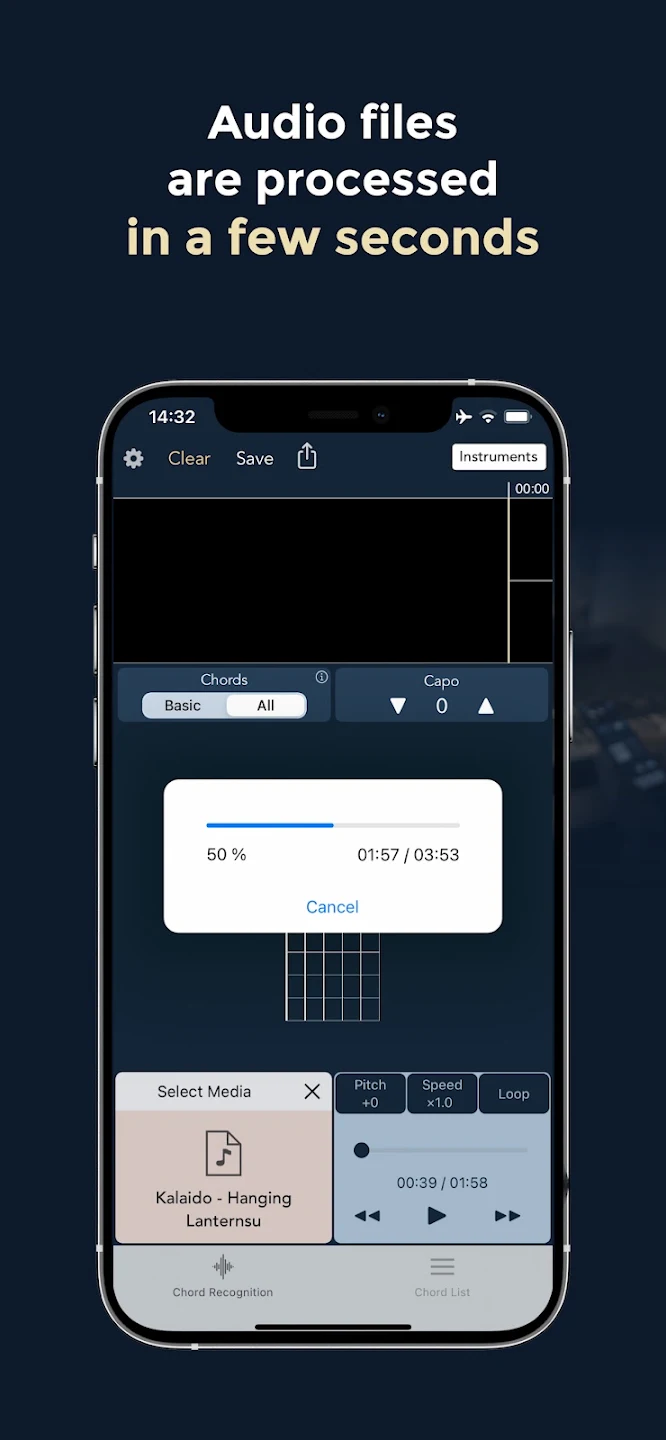 Audio files
are processed
in a few seconds
14:32
Clear Save Instruments
00:00
Chords
Basic All
Capo
0
50 % 01:57 / 03:53
Cancel
Select Media
Kalaido - Hanging
Lanternsu
Pitch
+0
Speed
×1.0
Loop
00:39 / 01:58
Chord Recognition
Chord List